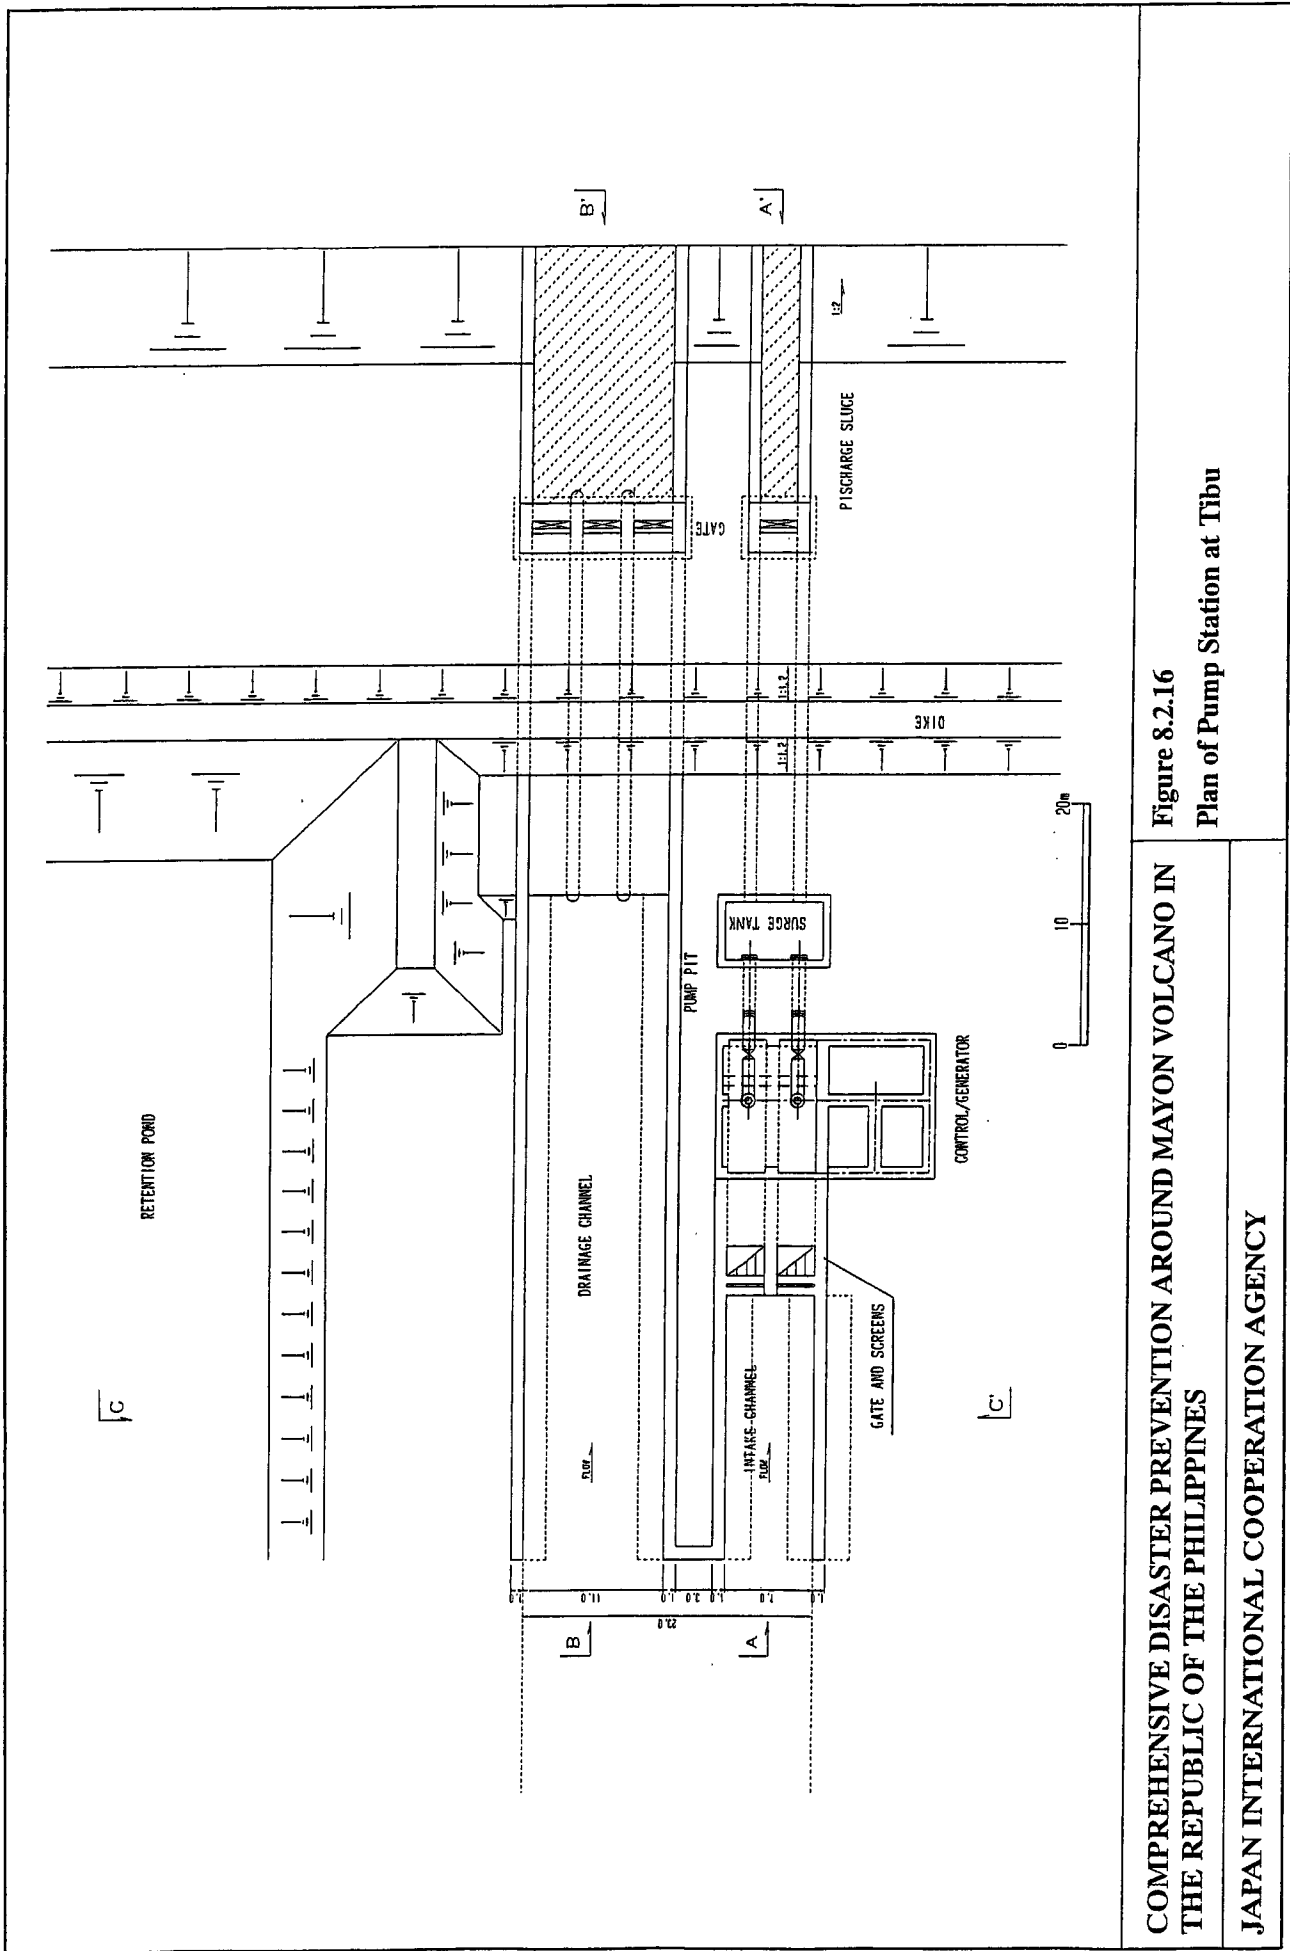 RETENTION POND
C
C'
B
B'
A
A'
DRAINAGE CHANNEL
FLOW
INTAKE CHANNEL
FLOW
PUMP PIT
SURGE TANK
CONTROL/GENERATOR
GATE AND SCREENS
GATE
PISCHARGE SLUGE
DIKE
1:1.2
1:1.2
1:2
1.0
11.0
1.0
3.0
1.0
7.0
1.0
23.0
0
10
20m
COMPREHENSIVE DISASTER PREVENTION AROUND MAYON VOLCANO IN
THE REPUBLIC OF THE PHILIPPINES
JAPAN INTERNATIONAL COOPERATION AGENCY
Figure 8.2.16
Plan of Pump Station at Tibu